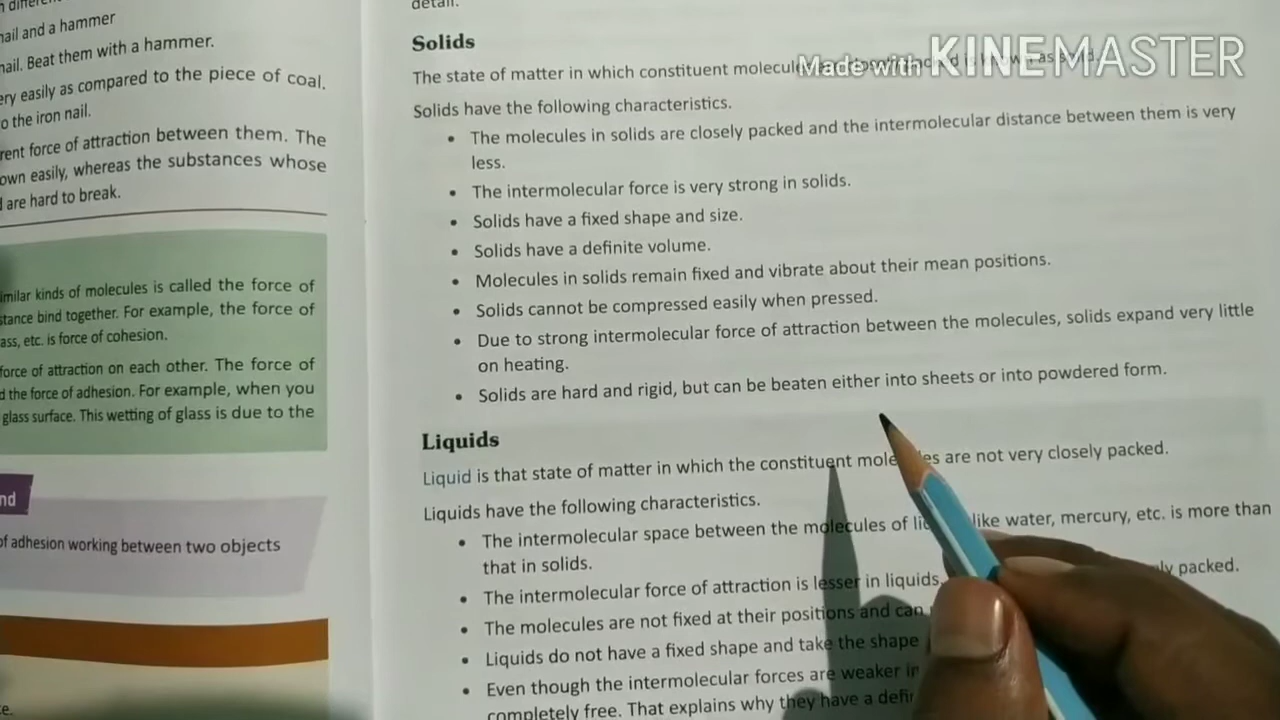 n different
nail and a hammer
nail. Beat them with a hammer.
ery easily as compared to the piece of coal.
o the iron nail.
rent force of attraction between them. The
own easily, whereas the substances whose
are hard to break.
imilar kinds of molecules is called the force of
stance bind together. For example, the force of
ass, etc. is force of cohesion.
force of attraction on each other. The force of
d the force of adhesion. For example, when you
glass surface. This wetting of glass is due to the
nd
of adhesion working between two objects
ce.
detail.
Solids
The state of matter in which constituent molecules
Made with KINEMASTER
Solids have the following characteristics.
• The molecules in solids are closely packed and the intermolecular distance between them is very
less.
• The intermolecular force is very strong in solids.
• Solids have a fixed shape and size.
• Solids have a definite volume.
• Molecules in solids remain fixed and vibrate about their mean positions.
• Solids cannot be compressed easily when pressed.
• Due to strong intermolecular force of attraction between the molecules, solids expand very little
on heating.
• Solids are hard and rigid, but can be beaten either into sheets or into powdered form.
Liquids
Liquid is that state of matter in which the constituent molecules are not very closely packed.
Liquids have the following characteristics.
• The intermolecular space between the molecules of like water, mercury, etc. is more than
that in solids.
• The intermolecular force of attraction is lesser in liquids, packed.
• The molecules are not fixed at their positions and can
• Liquids do not have a fixed shape and take the shape
• Even though the intermolecular forces are weaker in
completely free. That explains why they have a